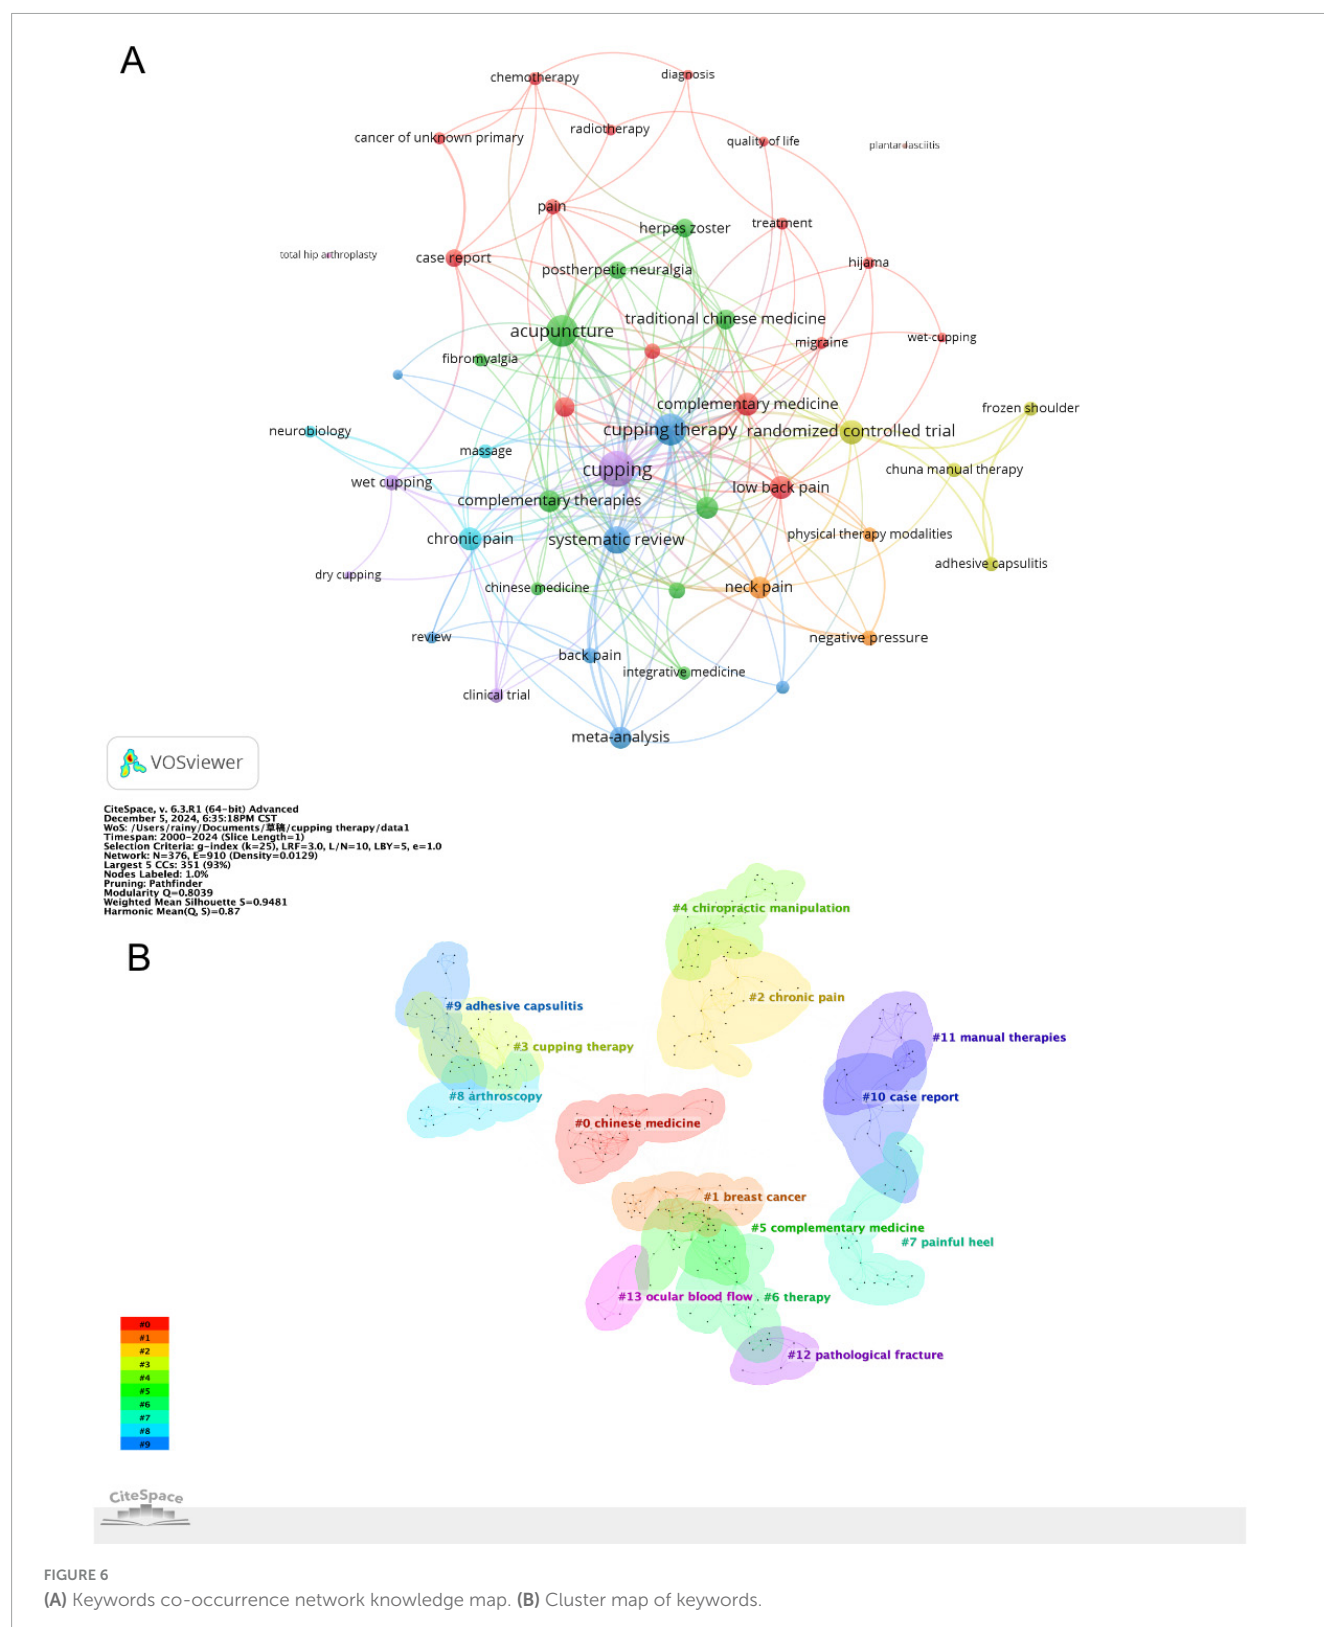 A
chemotherapy
diagnosis
cancer of unknown primary
radiotherapy
quality of life
plantar fasciitis
pain
herpes zoster
treatment
total hip arthroplasty
case report
postherpetic neuralgia
hijama
acupuncture
traditional chinese medicine
migraine
wet-cupping
fibromyalgia
complementary medicine
frozen shoulder
neurobiology
cupping therapy
randomized controlled trial
massage
cupping
chuna manual therapy
wet cupping
complementary therapies
low back pain
chronic pain
systematic review
physical therapy modalities
adhesive capsulitis
dry cupping
chinese medicine
neck pain
review
back pain
negative pressure
integrative medicine
clinical trial
meta-analysis
VOSviewer
CiteSpace, v. 6.3.R1 (64-bit) Advanced
December 5, 2024, 6:35:18PM CST
WoS: /Users/rainy/Documents/草稿/cupping therapy/data1
Timespan: 2000-2024 (Slice Length=1)
Selection Criteria: g-index (k=25), LRF=3.0, L/N=10, LBY=5, e=1.0
Network: N=376, E=910 (Density=0.0129)
Largest 5 CCs: 351 (93%)
Nodes Labeled: 1.0%
Pruning: Pathfinder
Modularity Q=0.8039
Weighted Mean Silhouette S=0.9481
Harmonic Mean(Q, S)=0.87
B
#4 chiropractic manipulation
#2 chronic pain
#9 adhesive capsulitis
#3 cupping therapy
#11 manual therapies
#8 arthroscopy
#10 case report
#0 chinese medicine
#1 breast cancer
#5 complementary medicine
#7 painful heel
#13 ocular blood flow
#6 therapy
#12 pathological fracture
#0
#1
#2
#3
#4
#5
#6
#7
#8
#9
CiteSpace
FIGURE 6
(A) Keywords co-occurrence network knowledge map. (B) Cluster map of keywords.